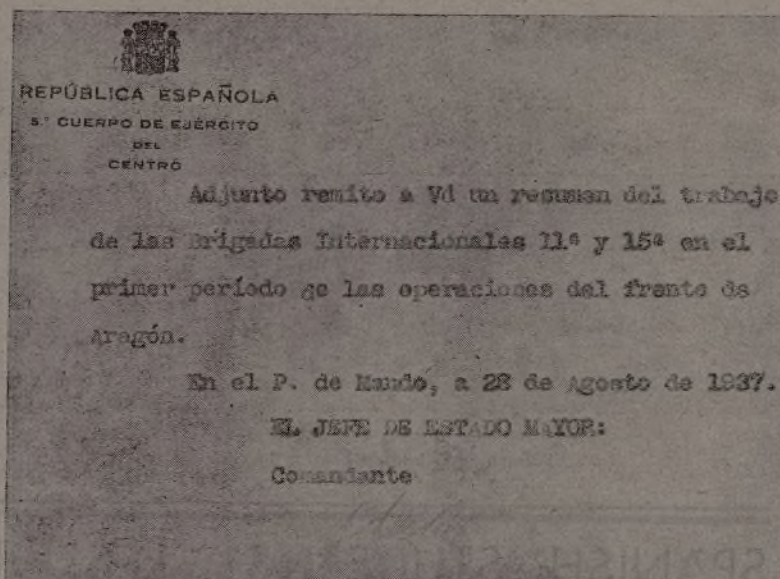 REPÚBLICA ESPAÑOLA
5.º CUERPO DE EJÉRCITO
DEL
CENTRO
Adjunto remito a Vd un resumen del trabajo
de las Brigadas Internacionales 11ª y 15ª en el
primer período de las operaciones del frente de
Aragón.
En el P. de Mando, a 28 de Agosto de 1937.
EL JEFE DE ESTADO MAYOR:
Comandante